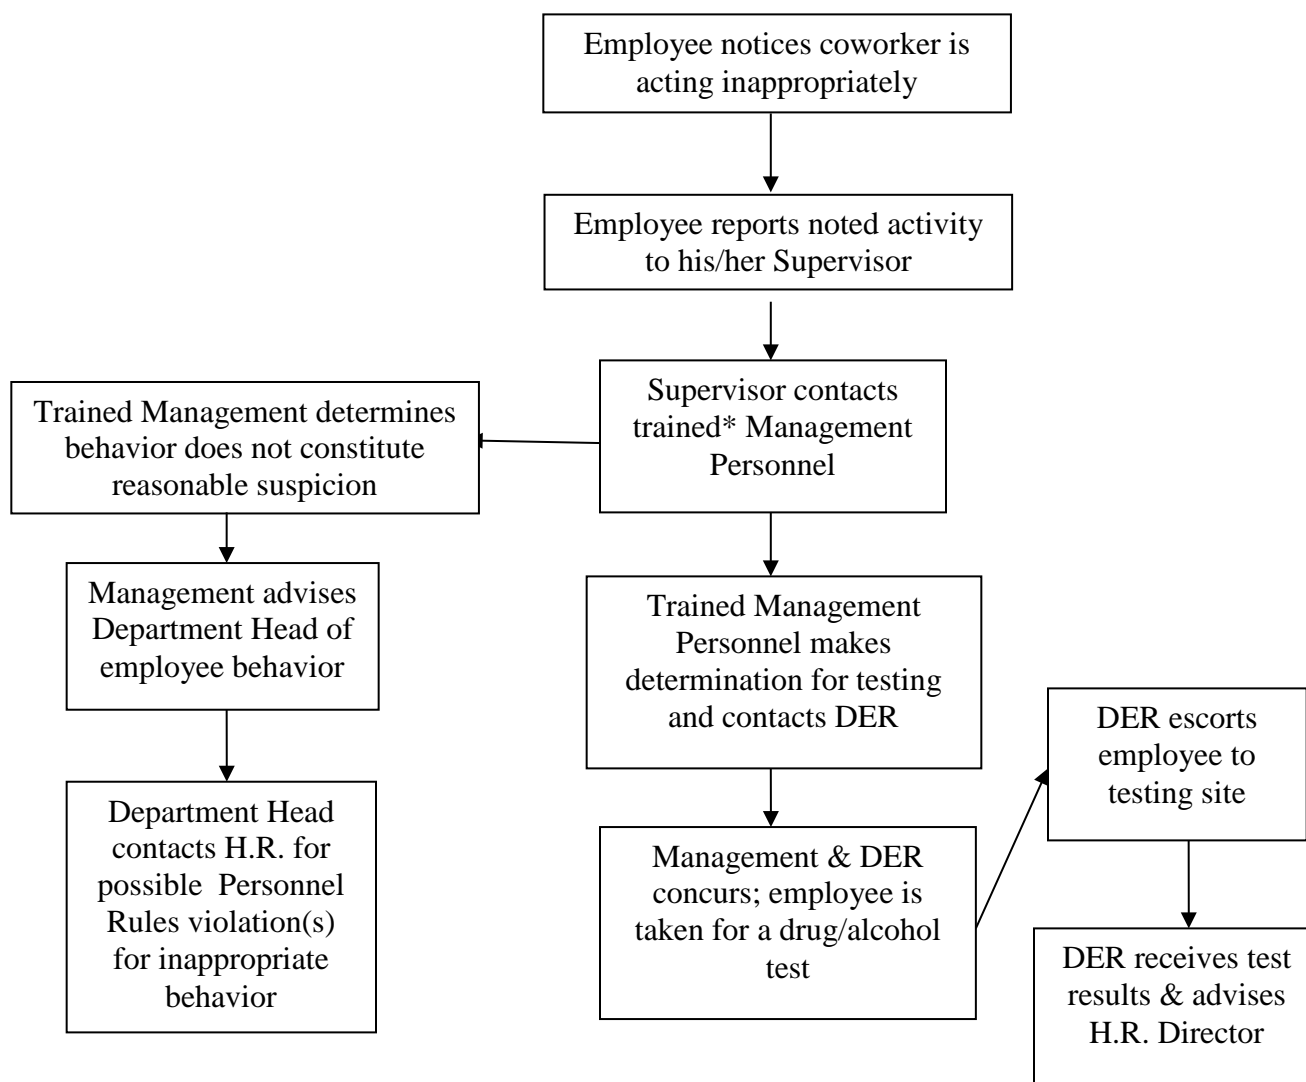 Employee notices coworker is
acting inappropriately
Employee reports noted activity
to his/her Supervisor
Supervisor contacts
trained* Management
Personnel
Trained Management determines
behavior does not constitute
reasonable suspicion
Management advises
Department Head of
employee behavior
Department Head
contacts H.R. for
possible Personnel
Rules violation(s)
for inappropriate
behavior
Trained Management
Personnel makes
determination for testing
and contacts DER
Management & DER
concurs; employee is
taken for a drug/alcohol
test
DER escorts
employee to
testing site
DER receives test
results & advises
H.R. Director